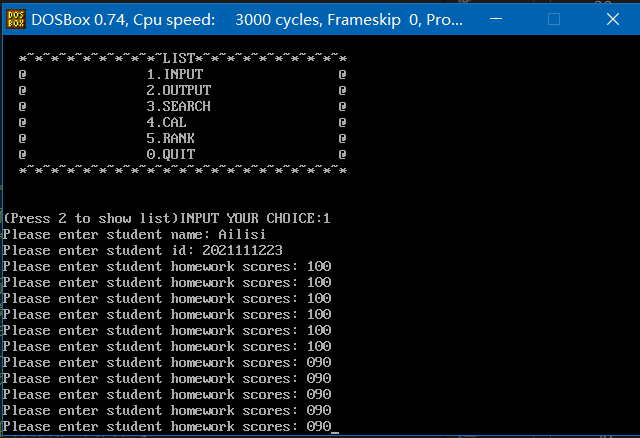 DOSBox 0.74, Cpu speed: 3000 cycles, Frameskip 0, Pro...
*~*~*~*~*~*~*~*~*~LIST*~*~*~*~*~*~*~*~*~*
@ 1.INPUT @
@ 2.OUTPUT @
@ 3.SEARCH @
@ 4.CAL @
@ 5.RANK @
@ 0.QUIT @
*~*~*~*~*~*~*~*~*~*~*~*~*~*~*~*~*~*~*~*~*
(Press 2 to show list)INPUT YOUR CHOICE:1
Please enter student name: Ailisi
Please enter student id: 2021111223
Please enter student homework scores: 100
Please enter student homework scores: 100
Please enter student homework scores: 100
Please enter student homework scores: 100
Please enter student homework scores: 100
Please enter student homework scores: 100
Please enter student homework scores: 090
Please enter student homework scores: 090
Please enter student homework scores: 090
Please enter student homework scores: 090
Please enter student homework scores: 090_